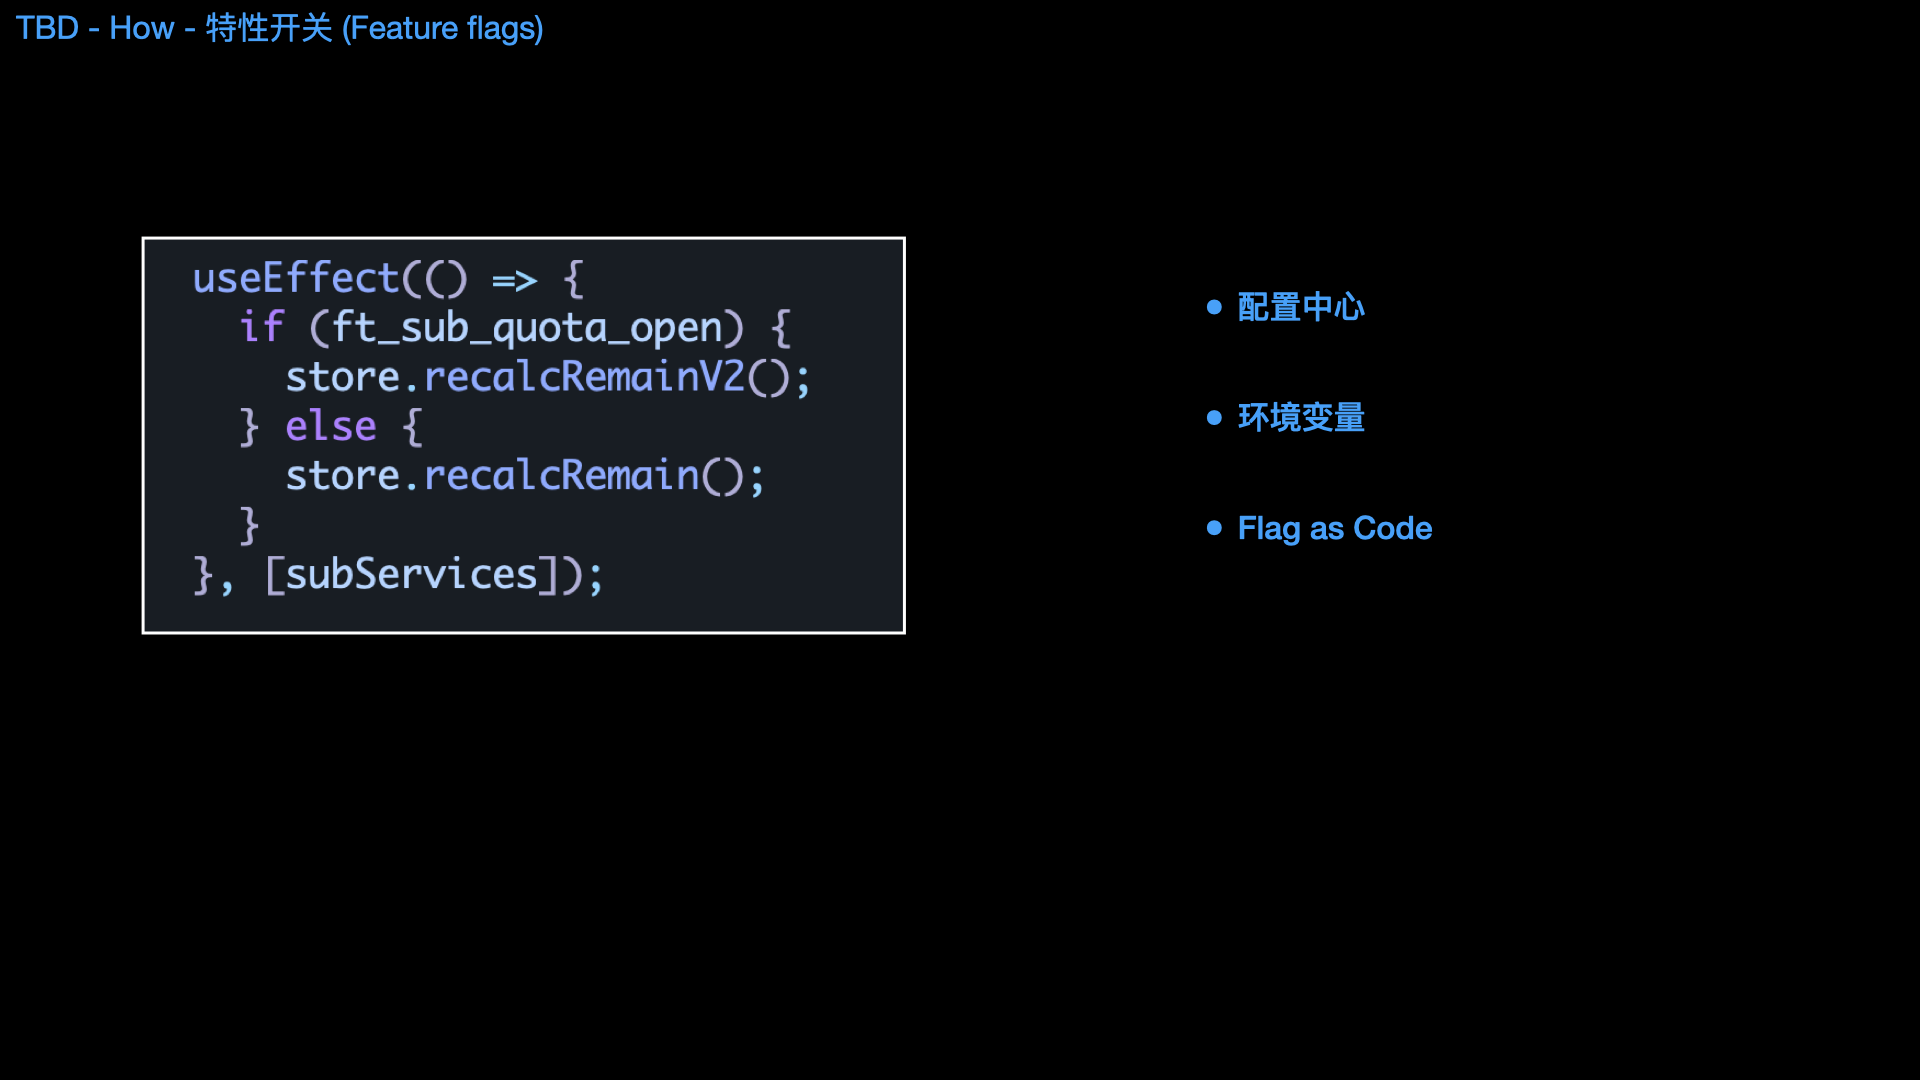 TBD - How - 特性开关 (Feature flags)
useEffect(() => {
  if (ft_sub_quota_open) {
    store.recalcRemainV2();
  } else {
    store.recalcRemain();
  }
}, [subServices]);
● 配置中心
● 环境变量
● Flag as Code